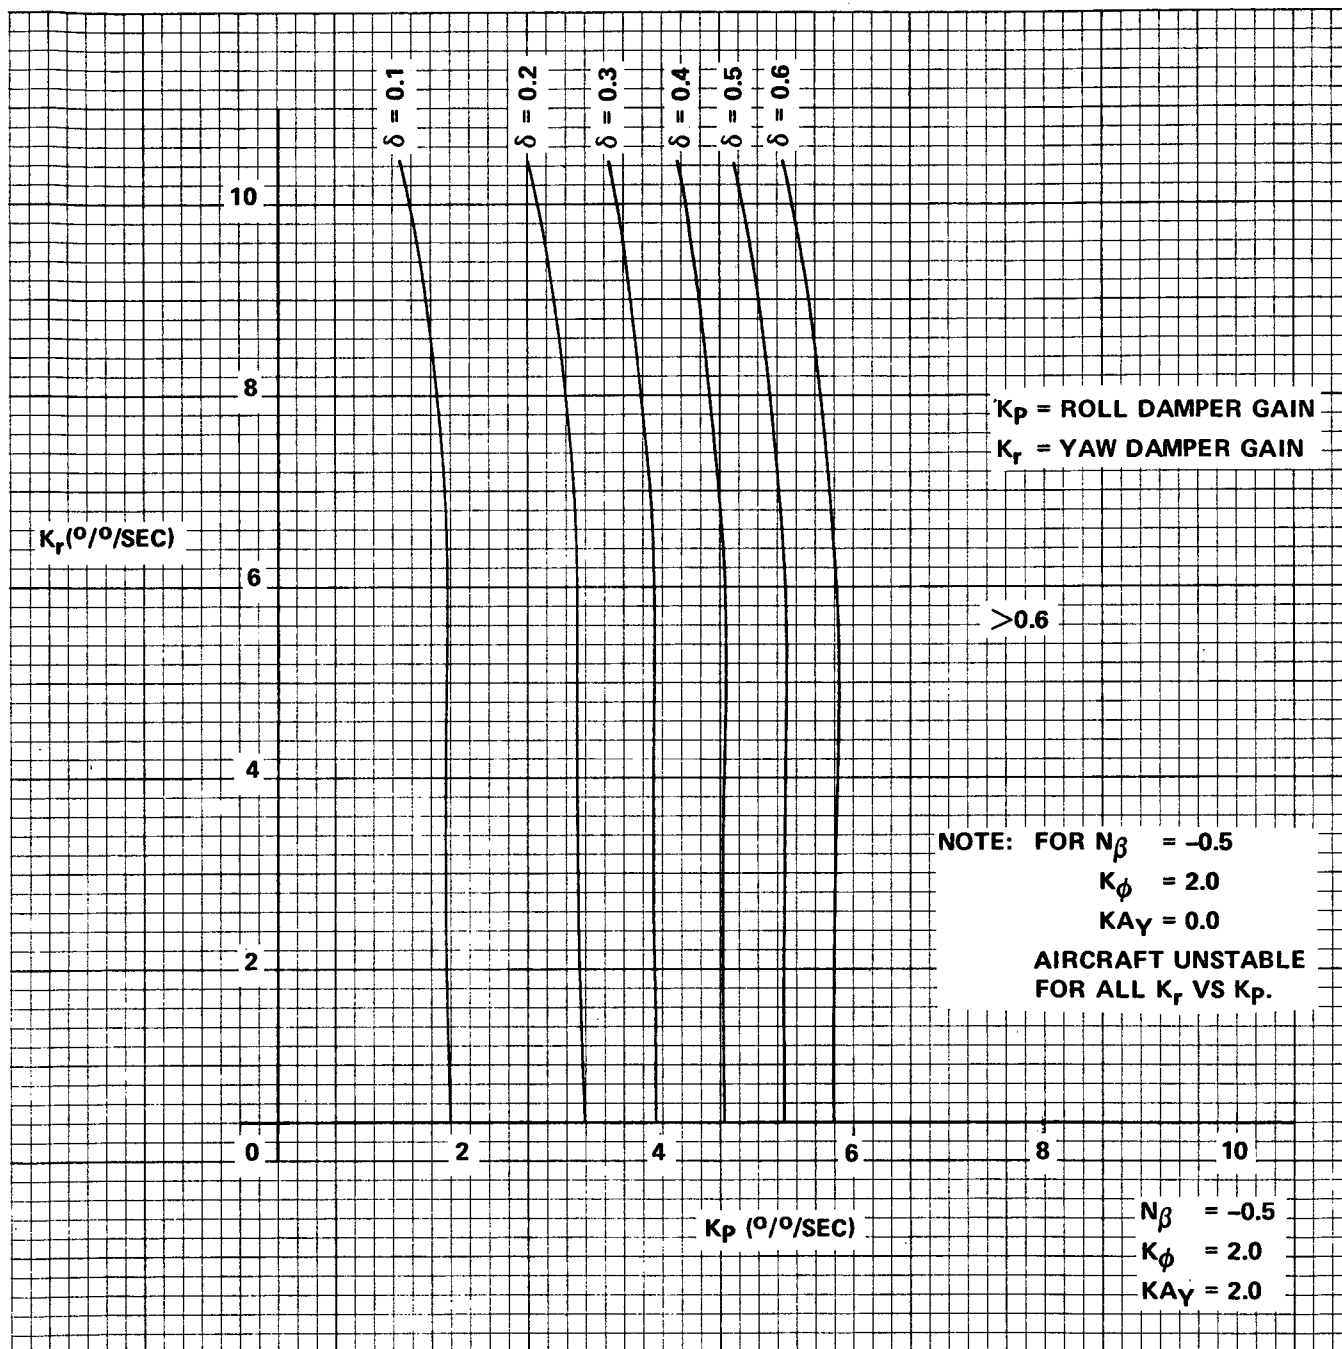 δ = 0.1
δ = 0.2
δ = 0.3
δ = 0.4
δ = 0.5
δ = 0.6
10
8
6
4
2
Kr(º/º/SEC)
KP = ROLL DAMPER GAIN
Kr = YAW DAMPER GAIN
>0.6
NOTE: FOR Nβ = –0.5
Kϕ = 2.0
KAY = 0.0
AIRCRAFT UNSTABLE
FOR ALL Kr VS KP.
0 2 4 6 8 10
KP (º/º/SEC)
Nβ = –0.5
Kϕ = 2.0
KAY = 2.0